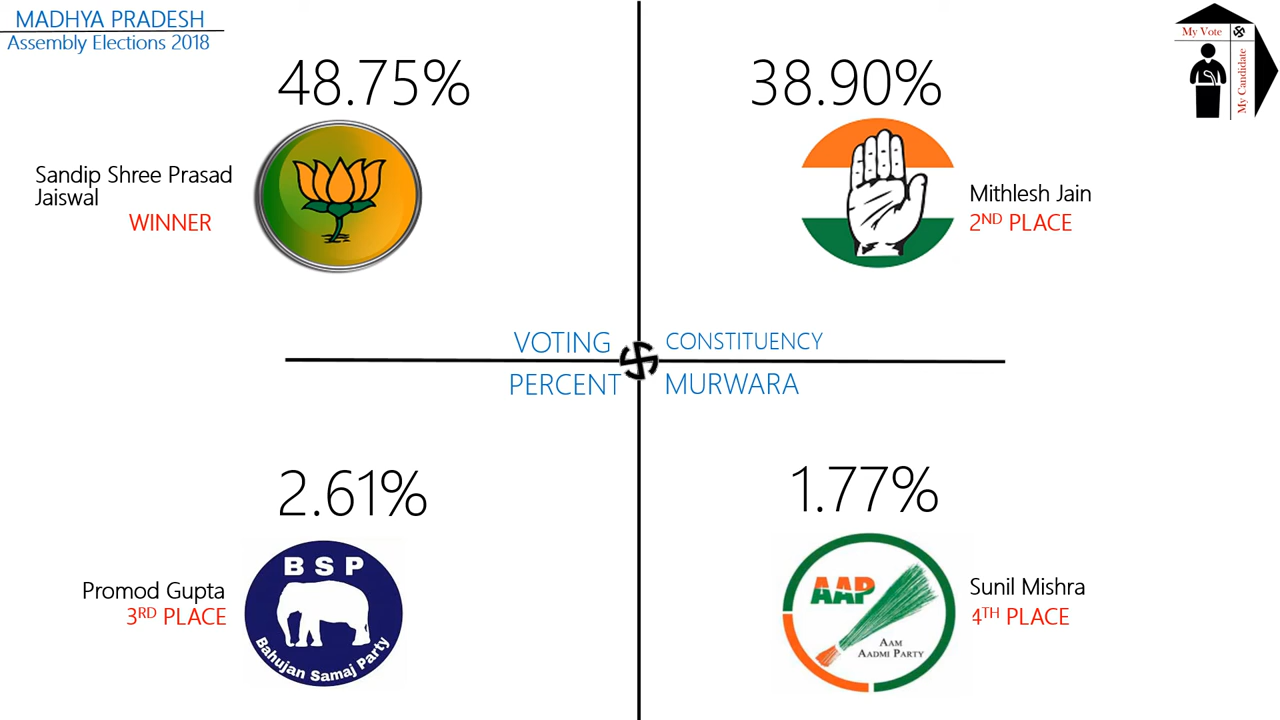 MADHYA PRADESH
Assembly Elections 2018
My Vote
My Candidate
48.75%
Sandip Shree Prasad
Jaiswal
WINNER
38.90%
Mithlesh Jain
2ND PLACE
VOTING
PERCENT
CONSTITUENCY
MURWARA
2.61%
BSP
Bahujan Samaj Party
Promod Gupta
3RD PLACE
1.77%
AAP
AAM
AADMI PARTY
Sunil Mishra
4TH PLACE